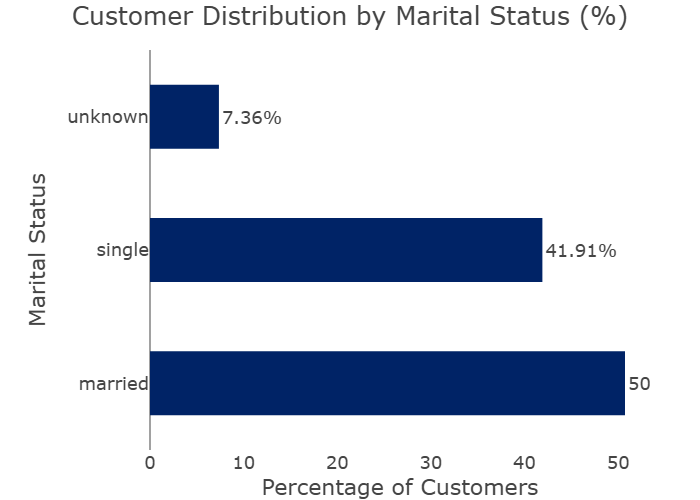 Customer Distribution by Marital Status (%)
unknown
7.36%
single
41.91%
married
50
Marital Status
0 10 20 30 40 50
Percentage of Customers